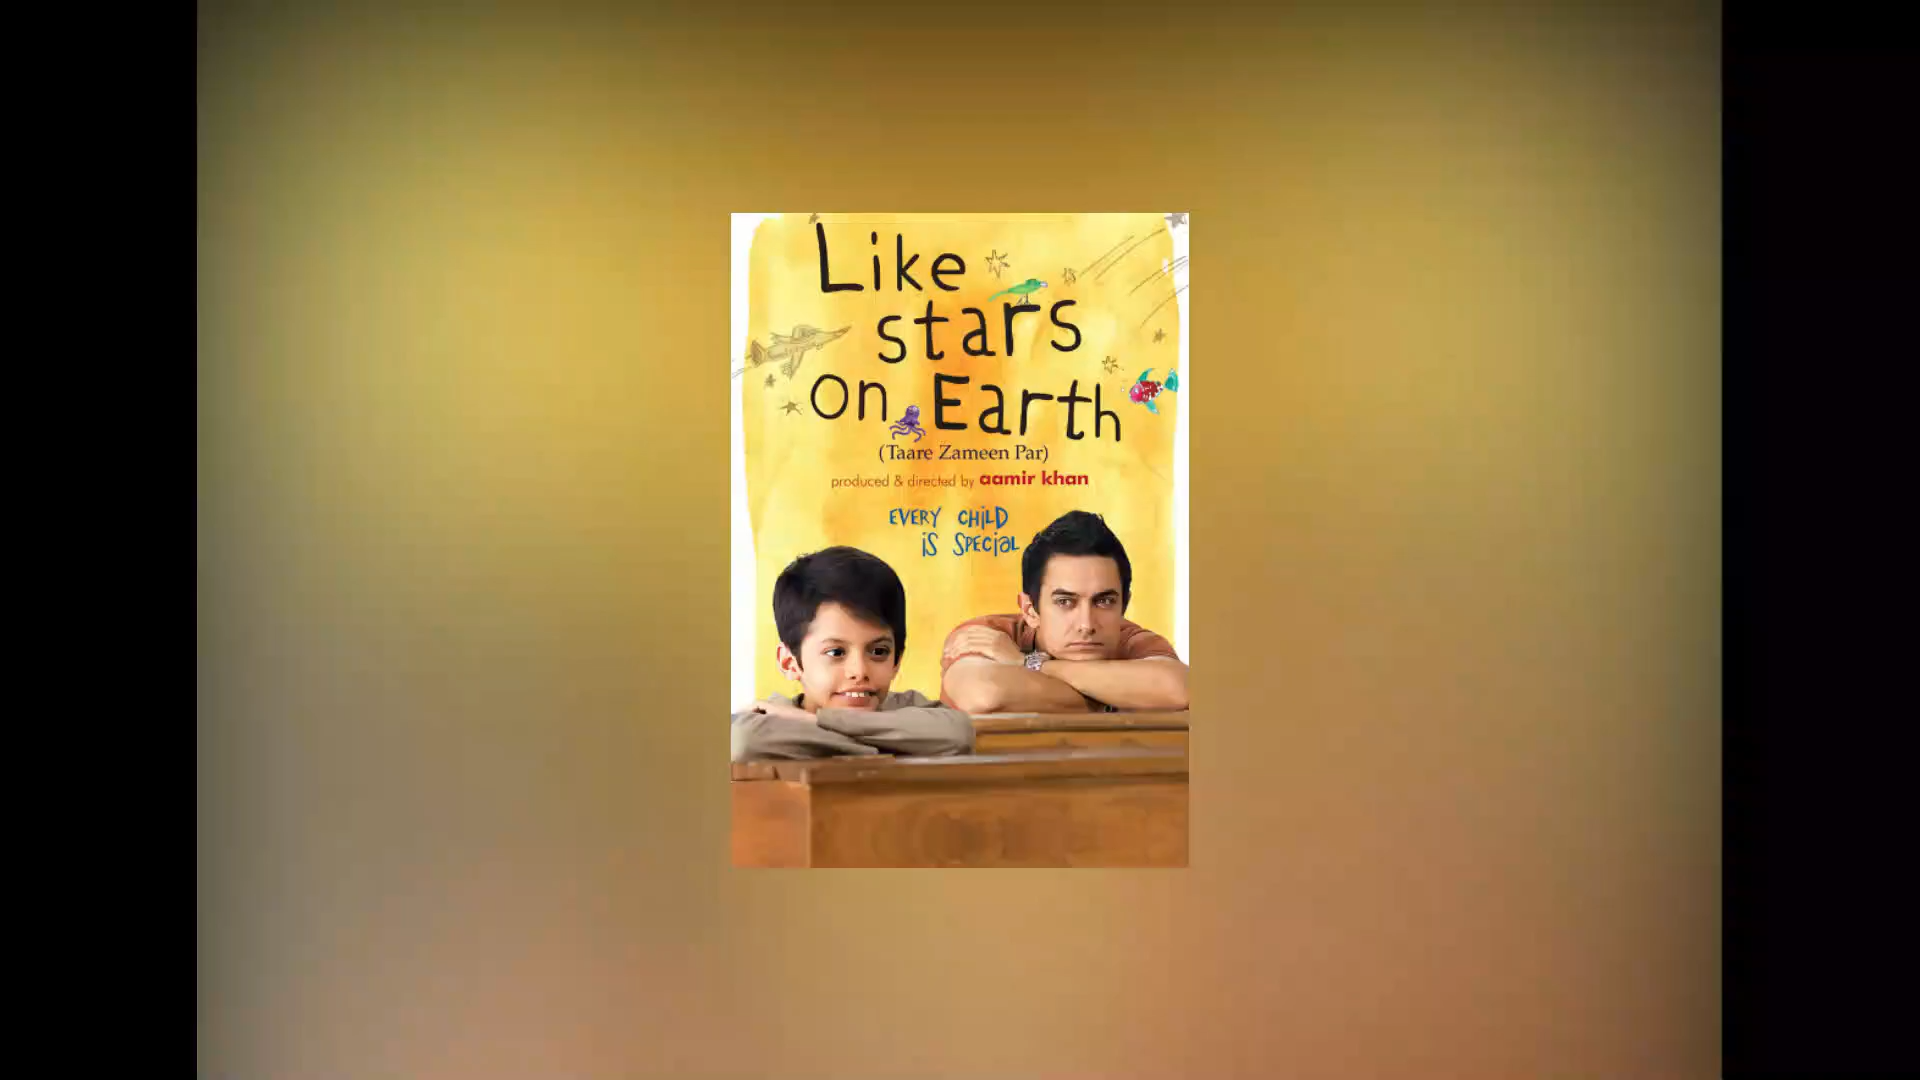 Like
stars
on Earth
(Taare Zameen Par)
produced & directed by aamir khan
EVERY CHiLD
iS SPECiaL